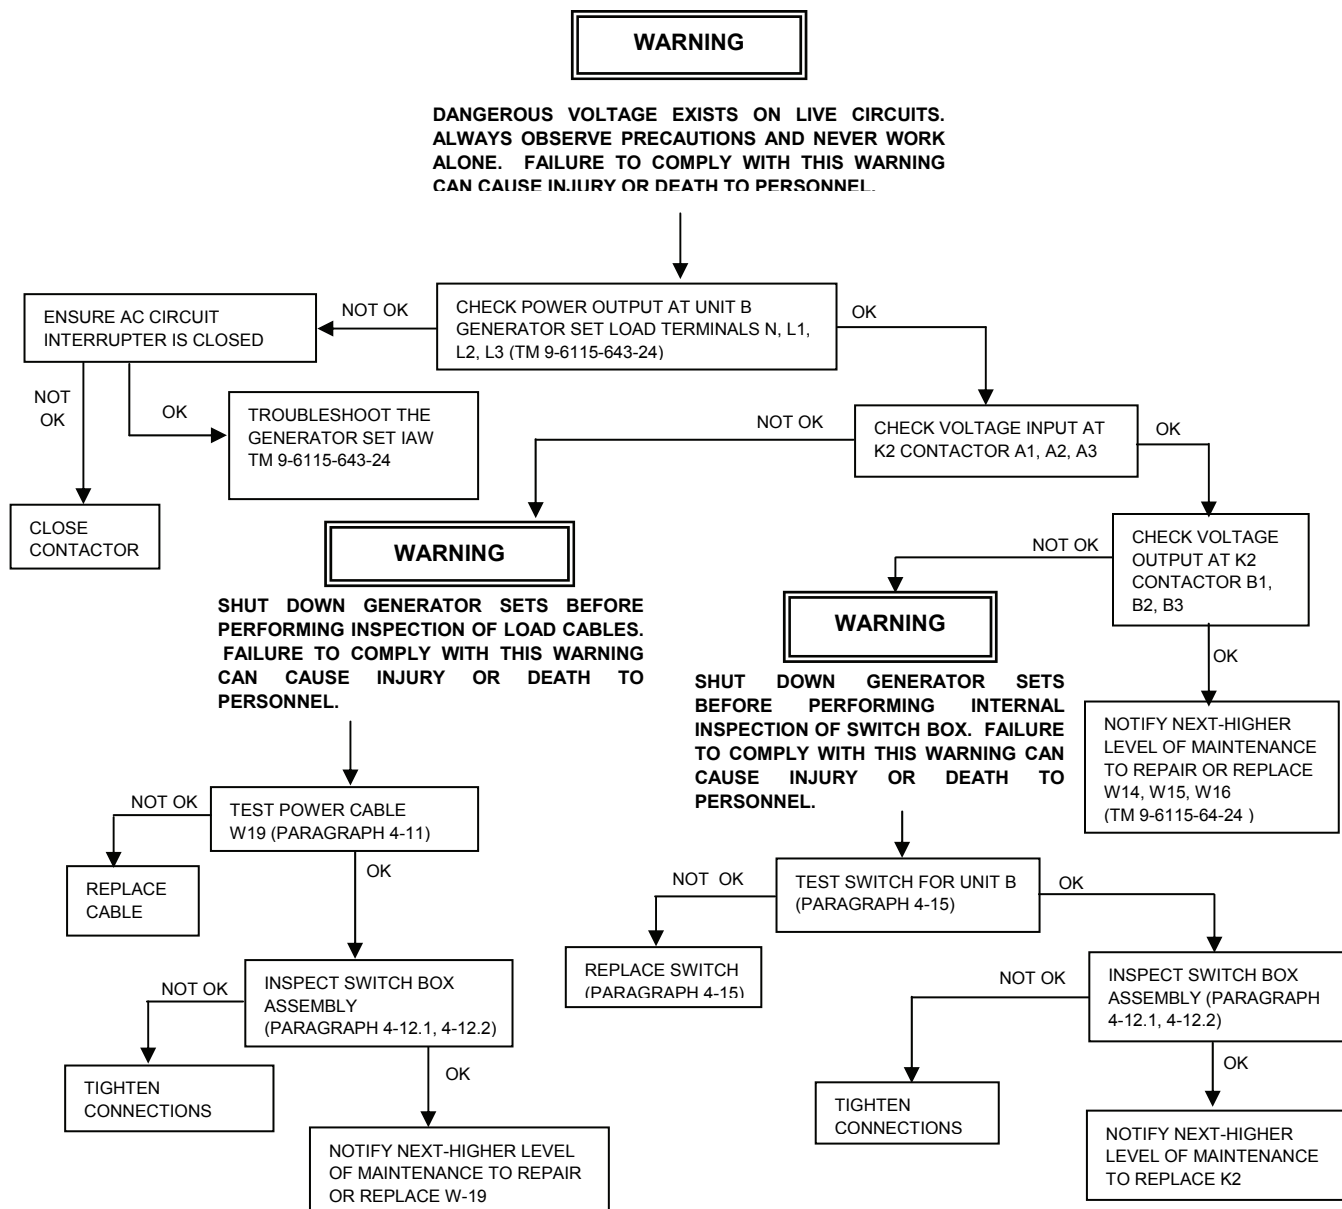 WARNING
DANGEROUS VOLTAGE EXISTS ON LIVE CIRCUITS.
ALWAYS OBSERVE PRECAUTIONS AND NEVER WORK
ALONE. FAILURE TO COMPLY WITH THIS WARNING
CAN CAUSE INJURY OR DEATH TO PERSONNEL.
ENSURE AC CIRCUIT
INTERRUPTER IS CLOSED
NOT OK
CHECK POWER OUTPUT AT UNIT B
GENERATOR SET LOAD TERMINALS N, L1,
L2, L3 (TM 9-6115-643-24)
OK
NOT
OK
OK
TROUBLESHOOT THE
GENERATOR SET IAW
TM 9-6115-643-24
NOT OK
CHECK VOLTAGE INPUT AT
K2 CONTACTOR A1, A2, A3
OK
CLOSE
CONTACTOR
WARNING
SHUT DOWN GENERATOR SETS BEFORE
PERFORMING INSPECTION OF LOAD CABLES.
FAILURE TO COMPLY WITH THIS WARNING
CAN CAUSE INJURY OR DEATH TO
PERSONNEL.
NOT OK
CHECK VOLTAGE
OUTPUT AT K2
CONTACTOR B1,
B2, B3
WARNING
SHUT DOWN GENERATOR SETS
BEFORE PERFORMING INTERNAL
INSPECTION OF SWITCH BOX. FAILURE
TO COMPLY WITH THIS WARNING CAN
CAUSE INJURY OR DEATH TO
PERSONNEL.
OK
NOTIFY NEXT-HIGHER
LEVEL OF MAINTENANCE
TO REPAIR OR REPLACE
W14, W15, W16
(TM 9-6115-64-24 )
NOT OK
TEST POWER CABLE
W19 (PARAGRAPH 4-11)
OK
REPLACE
CABLE
NOT OK
TEST SWITCH FOR UNIT B
(PARAGRAPH 4-15)
OK
REPLACE SWITCH
(PARAGRAPH 4-15)
NOT OK
INSPECT SWITCH BOX
ASSEMBLY
(PARAGRAPH 4-12.1, 4-12.2)
OK
NOT OK
INSPECT SWITCH BOX
ASSEMBLY (PARAGRAPH
4-12.1, 4-12.2)
OK
TIGHTEN
CONNECTIONS
NOTIFY NEXT-HIGHER LEVEL
OF MAINTENANCE TO REPAIR
OR REPLACE W-19
TIGHTEN
CONNECTIONS
NOTIFY NEXT-HIGHER
LEVEL OF MAINTENANCE
TO REPLACE K2